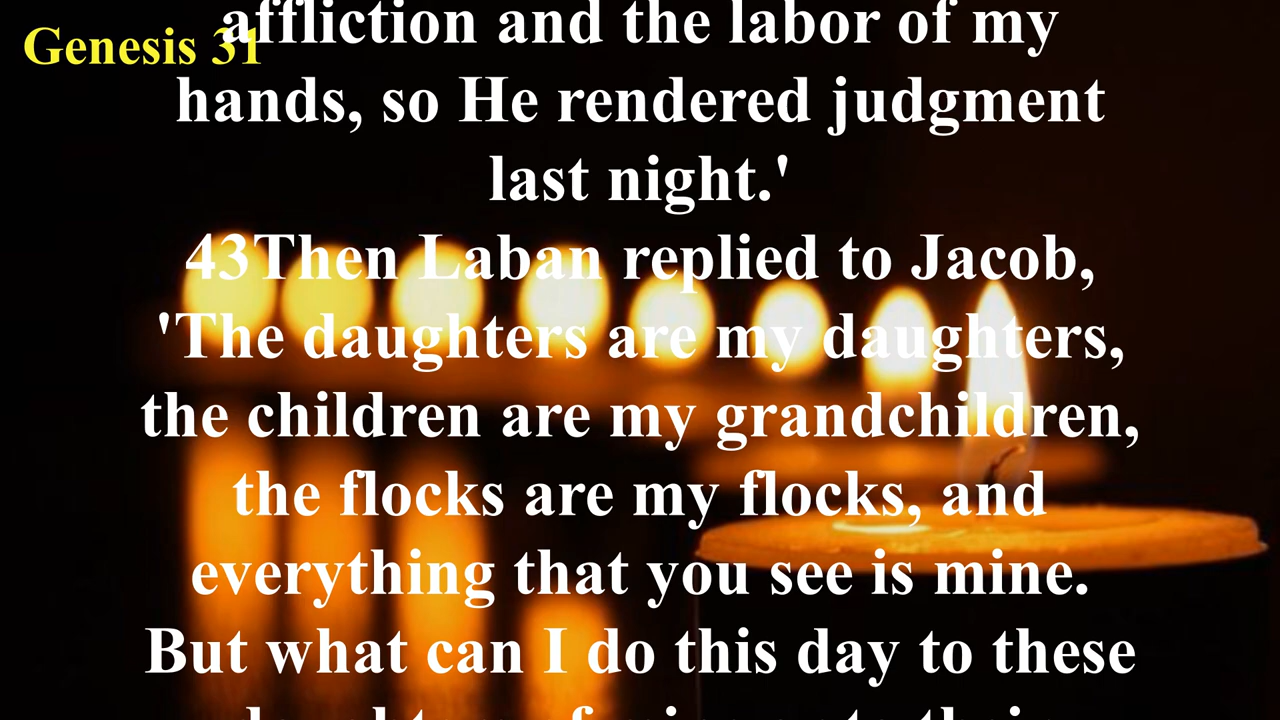 Genesis 31
affliction and the labor of my
hands, so He rendered judgment
last night.'
43Then Laban replied to Jacob,
'The daughters are my daughters,
the children are my grandchildren,
the flocks are my flocks, and
everything that you see is mine.
But what can I do this day to these